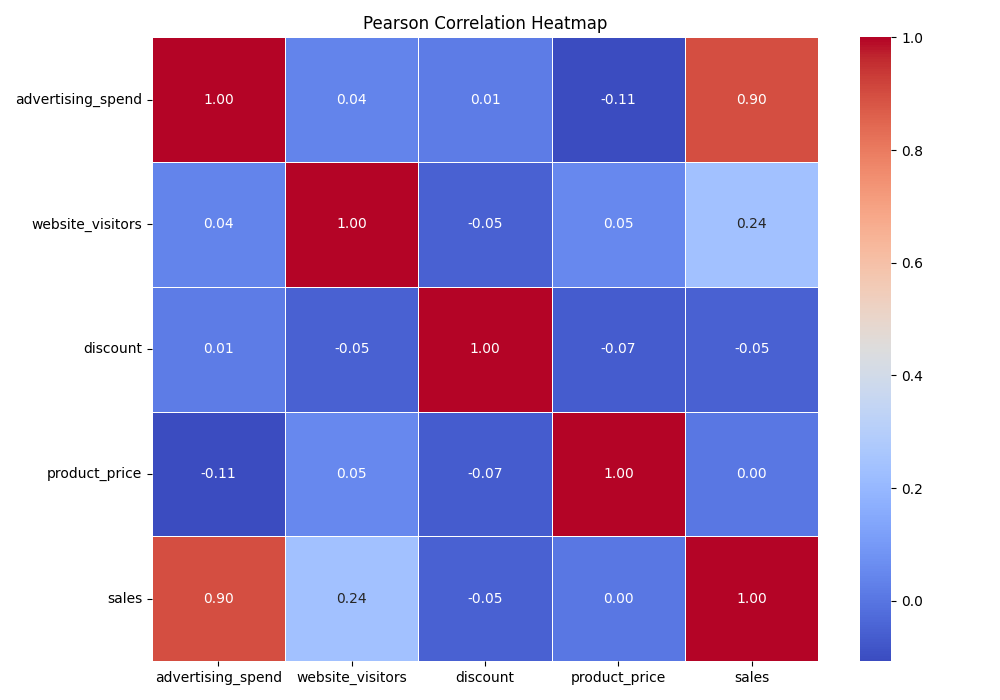 Pearson Correlation Heatmap
advertising_spend 1.00 0.04 0.01 -0.11 0.90
website_visitors 0.04 1.00 -0.05 0.05 0.24
discount 0.01 -0.05 1.00 -0.07 -0.05
product_price -0.11 0.05 -0.07 1.00 0.00
sales 0.90 0.24 -0.05 0.00 1.00
advertising_spend website_visitors discount product_price sales
1.0
0.8
0.6
0.4
0.2
0.0